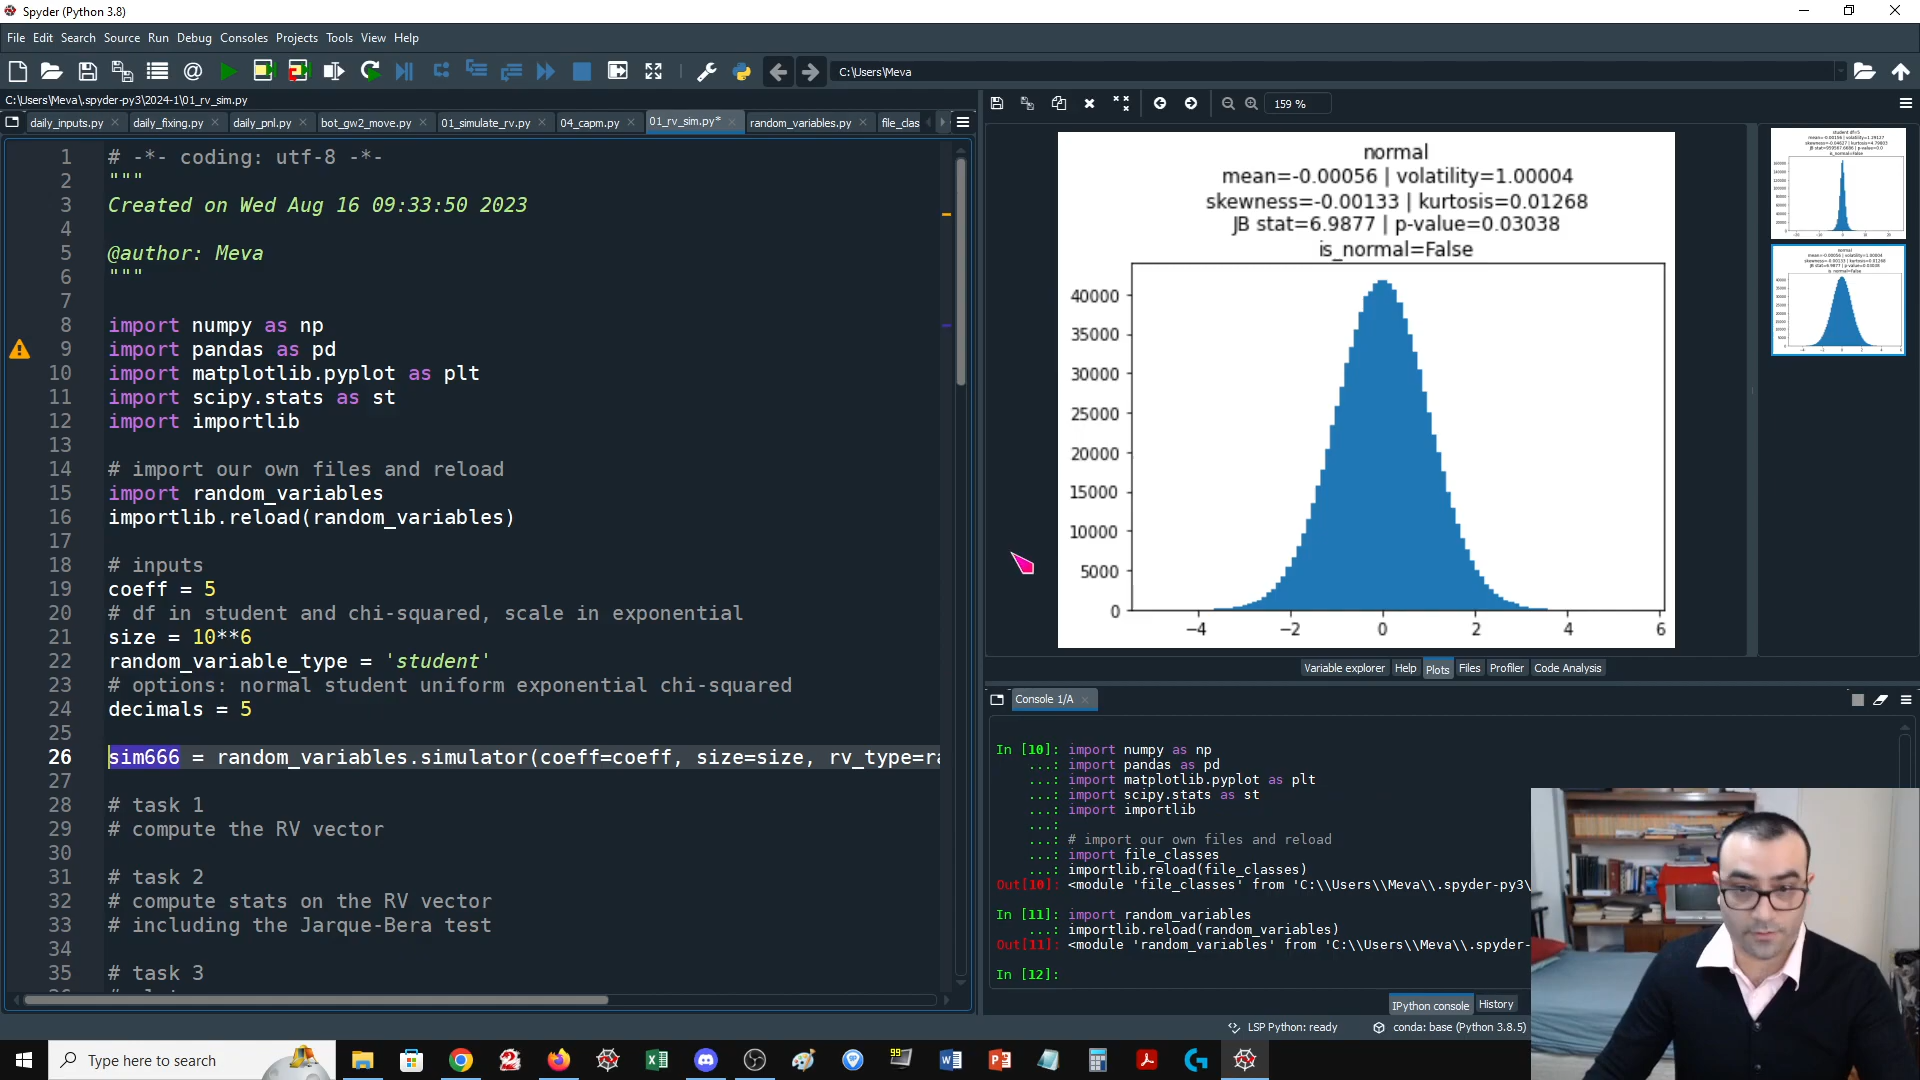 Spyder (Python 3.8)
File Edit Search Source Run Debug Consoles Projects Tools View Help
C:\Users\Meva
C:\Users\Meva\.spyder-py3\2024-1\01_rv_sim.py
daily_inputs.py daily_fixing.py daily_pnl.py bot_gw2_move.py 01_simulate_rv.py 04_capm.py 01_rv_sim.py* random_variables.py file_clas
1 # -*- coding: utf-8 -*-
2 """
3 Created on Wed Aug 16 09:33:50 2023
4
5 @author: Meva
6 """
7
8 import numpy as np
9 import pandas as pd
10 import matplotlib.pyplot as plt
11 import scipy.stats as st
12 import importlib
13
14 # import our own files and reload
15 import random_variables
16 importlib.reload(random_variables)
17
18 # inputs
19 coeff = 5
20 # df in student and chi-squared, scale in exponential
21 size = 10**6
22 random_variable_type = 'student'
23 # options: normal student uniform exponential chi-squared
24 decimals = 5
25
26 sim666 = random_variables.simulator(coeff=coeff, size=size, rv_type=ra
27
28 # task 1
29 # compute the RV vector
30
31 # task 2
32 # compute stats on the RV vector
33 # including the Jarque-Bera test
34
35 # task 3
159 %
normal
mean=-0.00056 | volatility=1.00004
skewness=-0.00133 | kurtosis=0.01268
JB stat=6.9877 | p-value=0.03038
is_normal=False
40000
35000
30000
25000
20000
15000
10000
5000
0
−4 −2 0 2 4 6
Variable explorer Help Plots Files Profiler Code Analysis
Console 1/A
In [10]: import numpy as np
...: import pandas as pd
...: import matplotlib.pyplot as plt
...: import scipy.stats as st
...: import importlib
...:
...: # import our own files and reload
...: import file_classes
...: importlib.reload(file_classes)
Out[10]: <module 'file_classes' from 'C:\\Users\\Meva\\.spyder-py3\
In [11]: import random_variables
...: importlib.reload(random_variables)
Out[11]: <module 'random_variables' from 'C:\\Users\\Meva\\.spyder-
In [12]:
IPython console History
LSP Python: ready conda: base (Python 3.8.5)
Type here to search
99